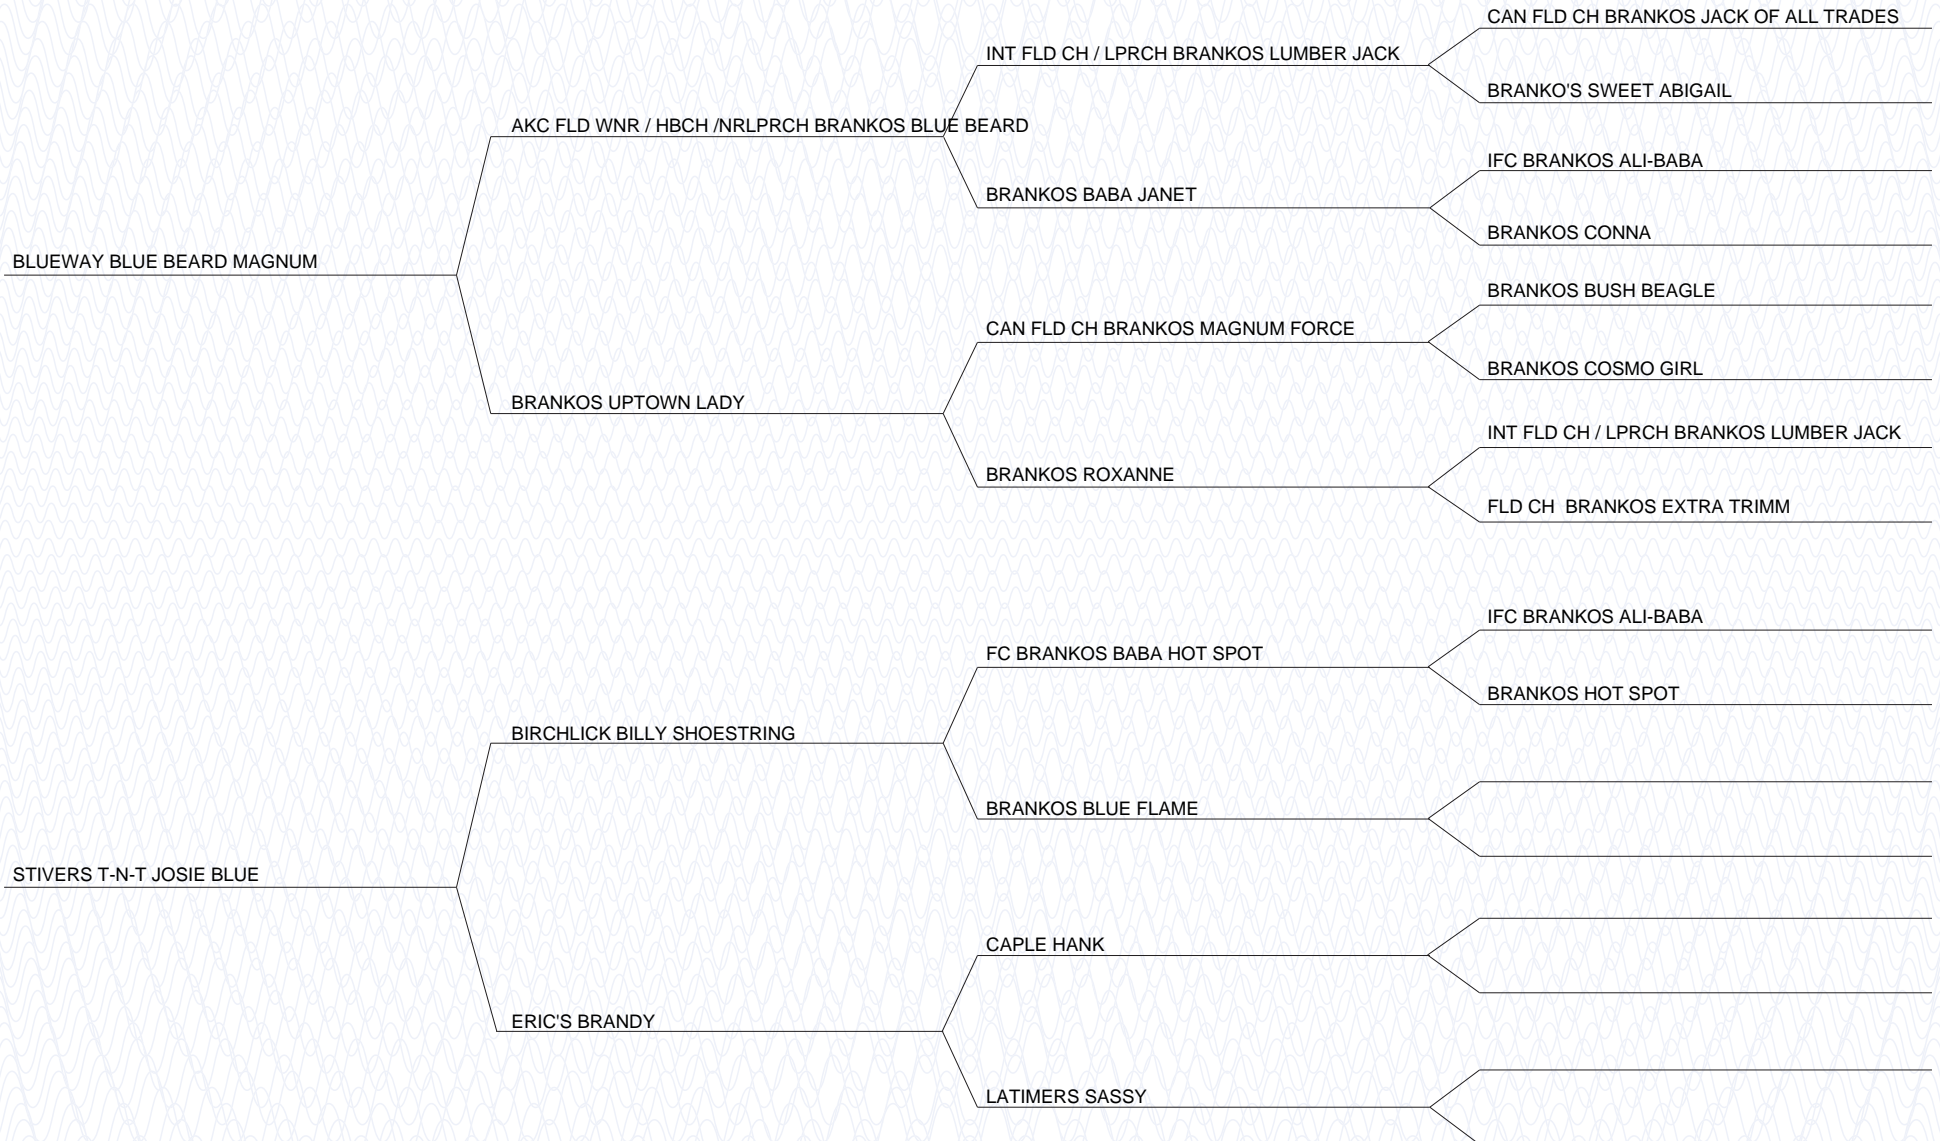 CAN FLD CH BRANKOS JACK OF ALL TRADES
INT FLD CH / LPRCH BRANKOS LUMBER JACK
BRANKO'S SWEET ABIGAIL
AKC FLD WNR / HBCH /NRLPRCH BRANKOS BLUE BEARD
IFC BRANKOS ALI-BABA
BRANKOS BABA JANET
BRANKOS CONNA
BLUEWAY BLUE BEARD MAGNUM
BRANKOS BUSH BEAGLE
CAN FLD CH BRANKOS MAGNUM FORCE
BRANKOS COSMO GIRL
BRANKOS UPTOWN LADY
INT FLD CH / LPRCH BRANKOS LUMBER JACK
BRANKOS ROXANNE
FLD CH  BRANKOS EXTRA TRIMM
IFC BRANKOS ALI-BABA
FC BRANKOS BABA HOT SPOT
BRANKOS HOT SPOT
BIRCHLICK BILLY SHOESTRING
BRANKOS BLUE FLAME
STIVERS T-N-T JOSIE BLUE
CAPLE HANK
ERIC'S BRANDY
LATIMERS SASSY